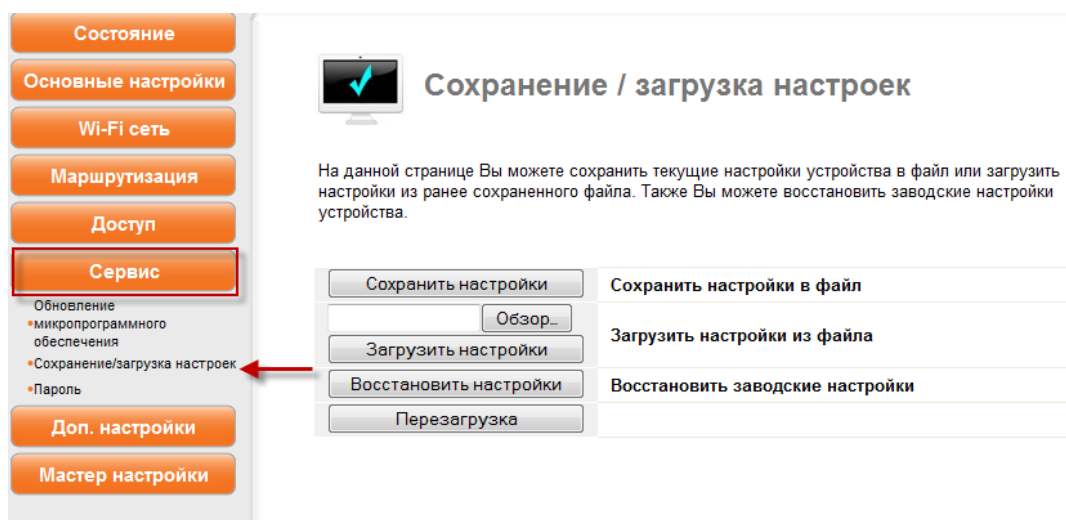 Состояние
Основные настройки
Wi-Fi сеть
Маршрутизация
Доступ
Сервис
Обновление
•микропрограммного
обеспечения
•Сохранение/загрузка настроек
•Пароль
Доп. настройки
Мастер настройки
Сохранение / загрузка настроек
На данной странице Вы можете сохранить текущие настройки устройства в файл или загрузить
настройки из ранее сохраненного файла. Также Вы можете восстановить заводские настройки
устройства.
Сохранить настройки Сохранить настройки в файл
Обзор...
Загрузить настройки Загрузить настройки из файла
Восстановить настройки Восстановить заводские настройки
Перезагрузка